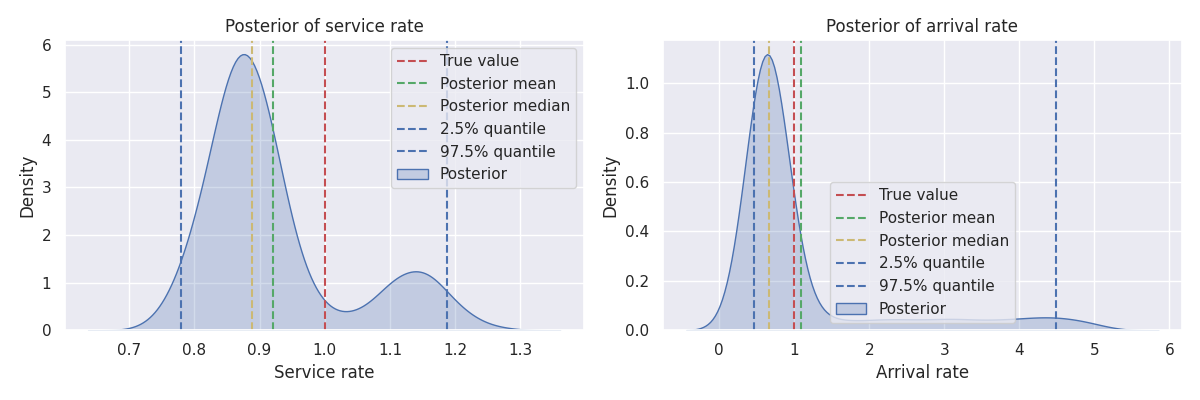 Posterior of service rate
6
5
4
3
2
1
0
Density
0.7 0.8 0.9 1.0 1.1 1.2 1.3
Service rate
True value
Posterior mean
Posterior median
2.5% quantile
97.5% quantile
Posterior
Posterior of arrival rate
1.0
0.8
0.6
0.4
0.2
0.0
Density
0 1 2 3 4 5 6
Arrival rate
True value
Posterior mean
Posterior median
2.5% quantile
97.5% quantile
Posterior